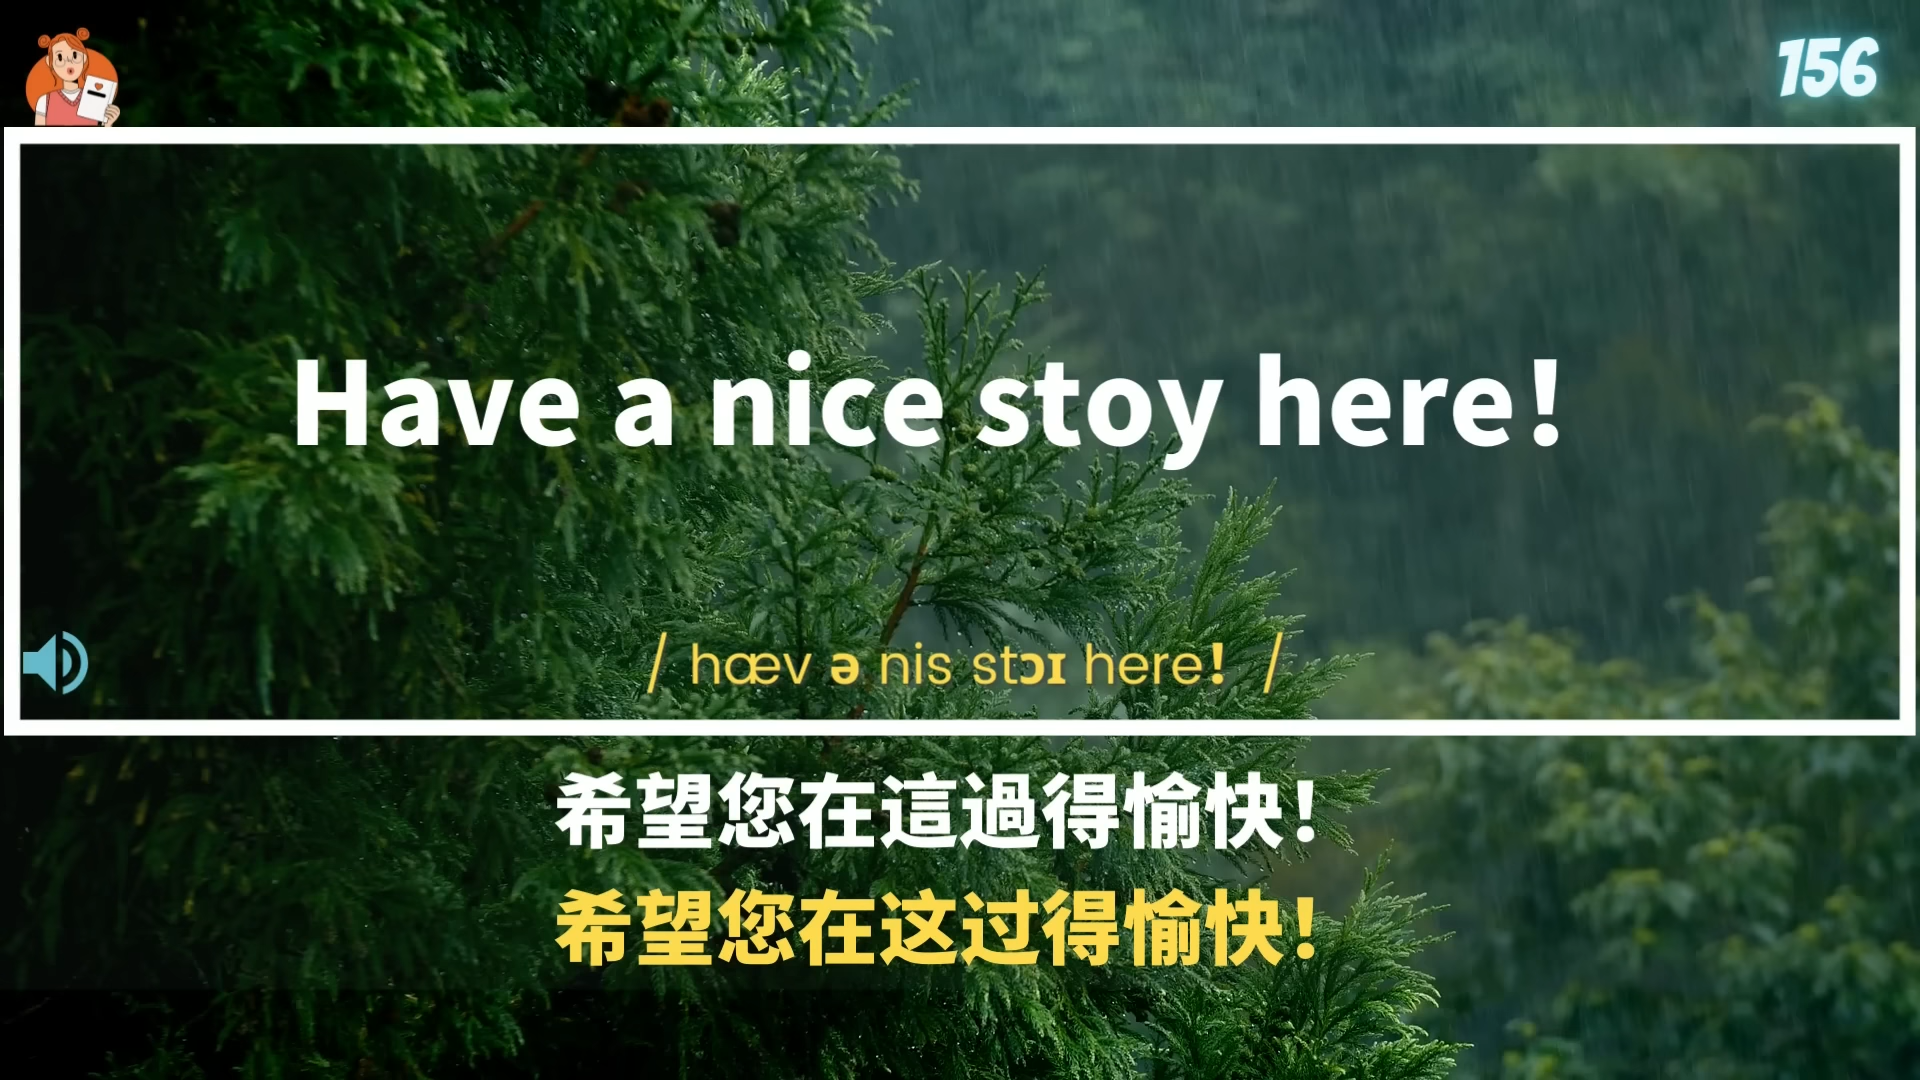 156
Have a nice stoy here!
/ hæv ə nis stɔɪ here! /
希望您在這過得愉快!
希望您在这过得愉快!